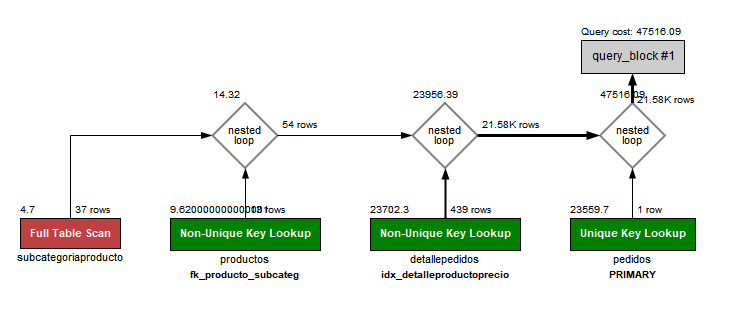 Query cost: 47516.09
query_block #1
14.32
23956.39
47516.09
21.58K rows
nested
loop
54 rows
nested
loop
21.58K rows
nested
loop
4.7
37 rows
rows
23702.3
439 rows
23559.7
1 row
Full Table Scan
Non-Unique Key Lookup
Non-Unique Key Lookup
Unique Key Lookup
subcategoriaproducto
productos
detallepedidos
pedidos
fk_producto_subcateg
idx_detalleproductoprecio
PRIMARY